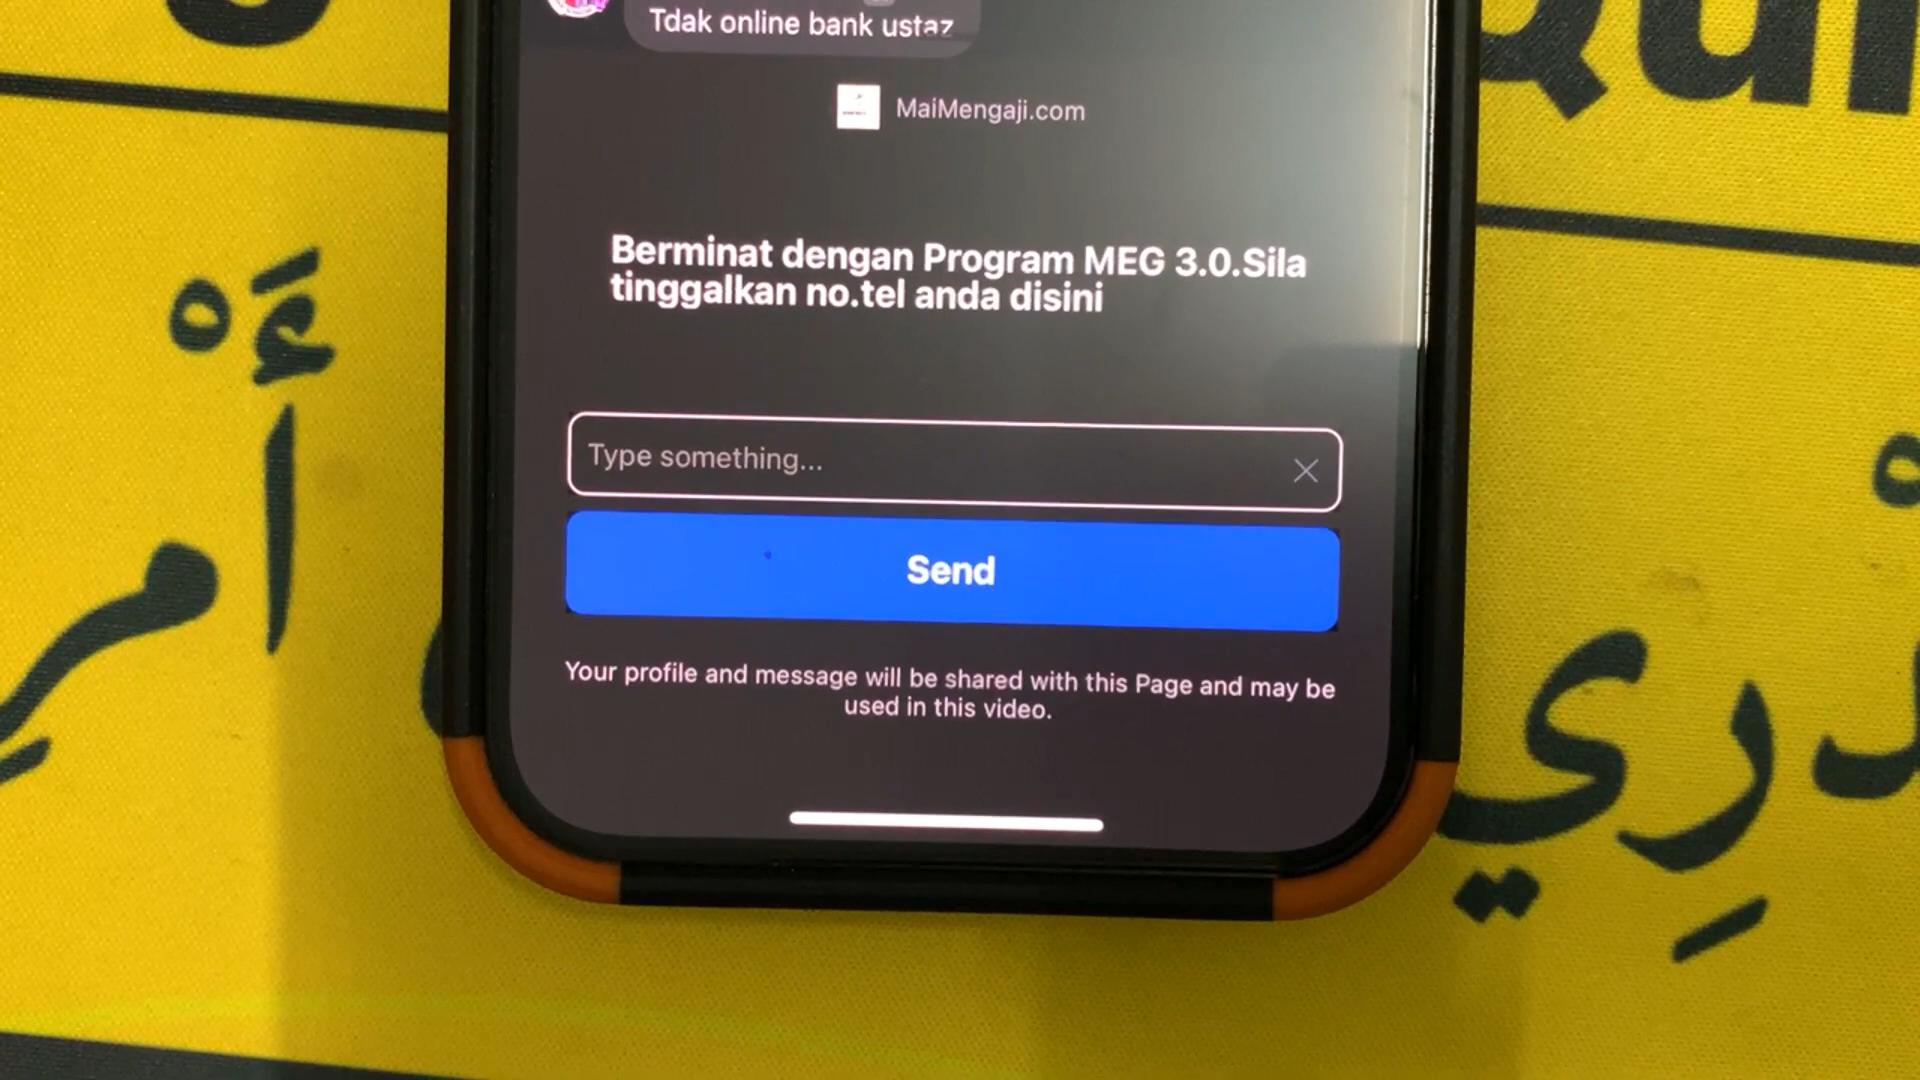 Tdak online bank ustaz
MaiMengaji.com
Berminat dengan Program MEG 3.0.Sila
tinggalkan no.tel anda disini
Type something...
Send
Your profile and message will be shared with this Page and may be
used in this video.